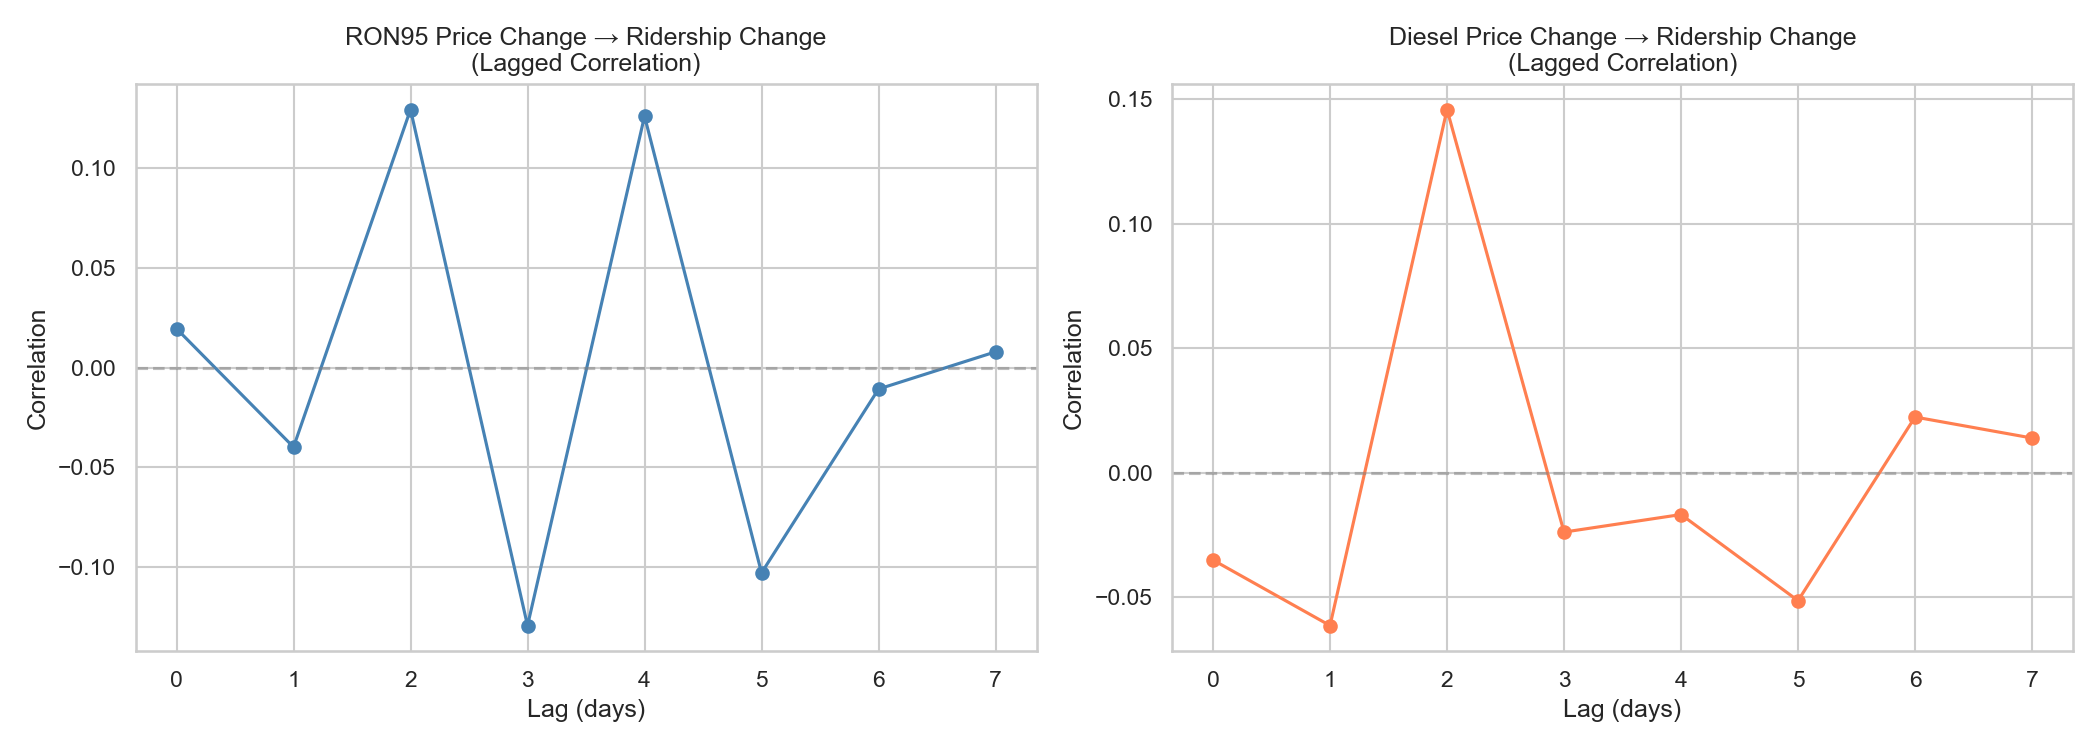 RON95 Price Change → Ridership Change
(Lagged Correlation)
0.10
0.05
0.00
−0.05
−0.10
Correlation
0 1 2 3 4 5 6 7
Lag (days)
Diesel Price Change → Ridership Change
(Lagged Correlation)
0.15
0.10
0.05
0.00
−0.05
Correlation
0 1 2 3 4 5 6 7
Lag (days)